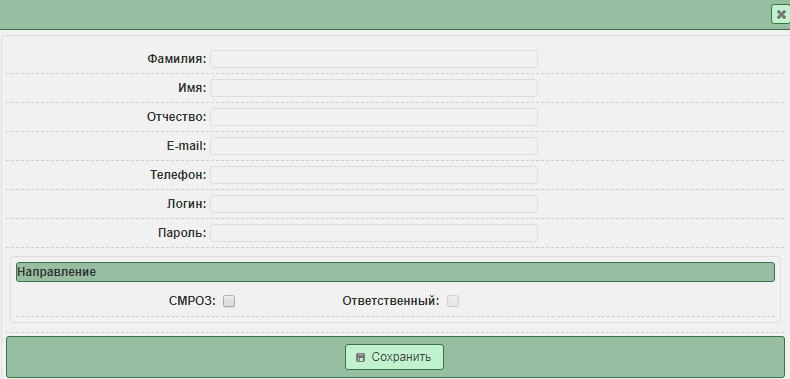 Фамилия:
Имя:
Отчество:
E-mail:
Телефон:
Логин:
Пароль:
Направление
СМРОЗ: Ответственный:
Сохранить